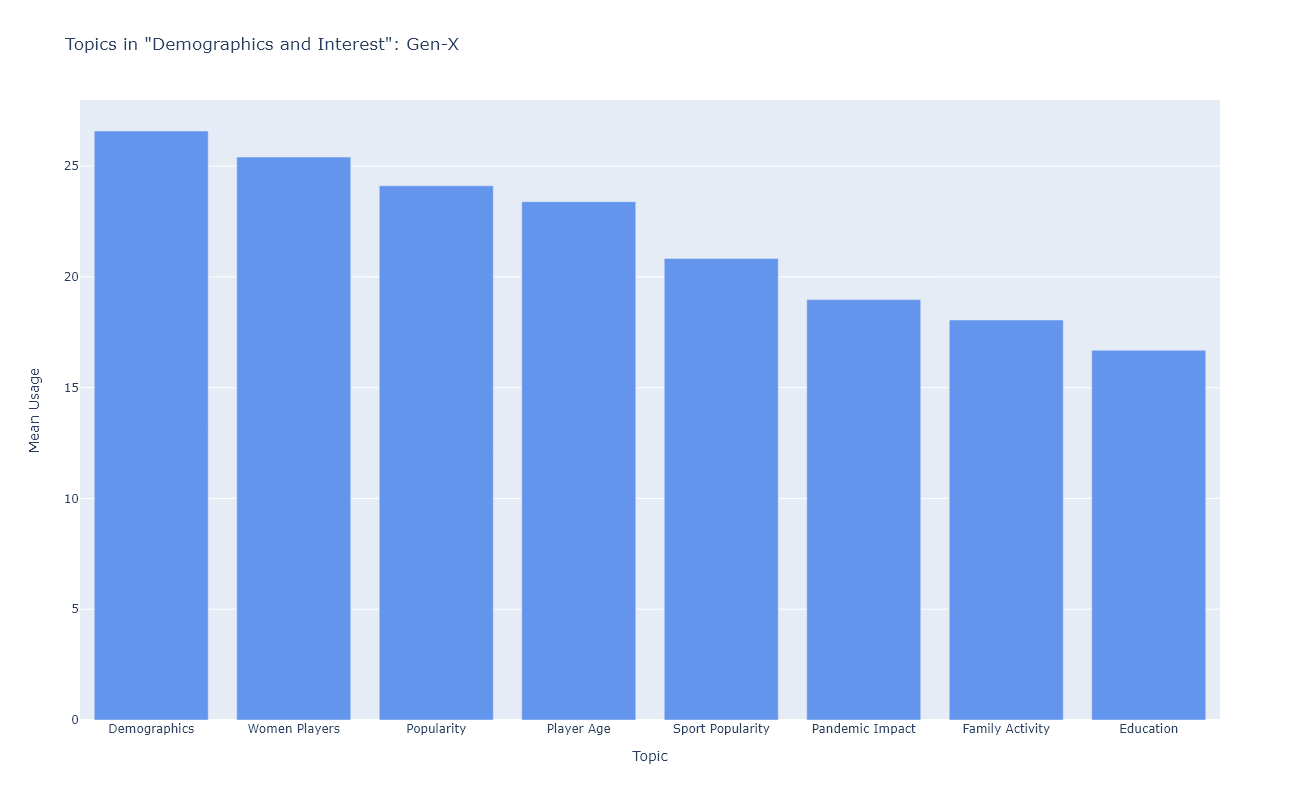 Topics in "Demographics and Interest": Gen-X
Mean Usage
25
20
15
10
5
0
Demographics Women Players Popularity Player Age Sport Popularity Pandemic Impact Family Activity Education
Topic